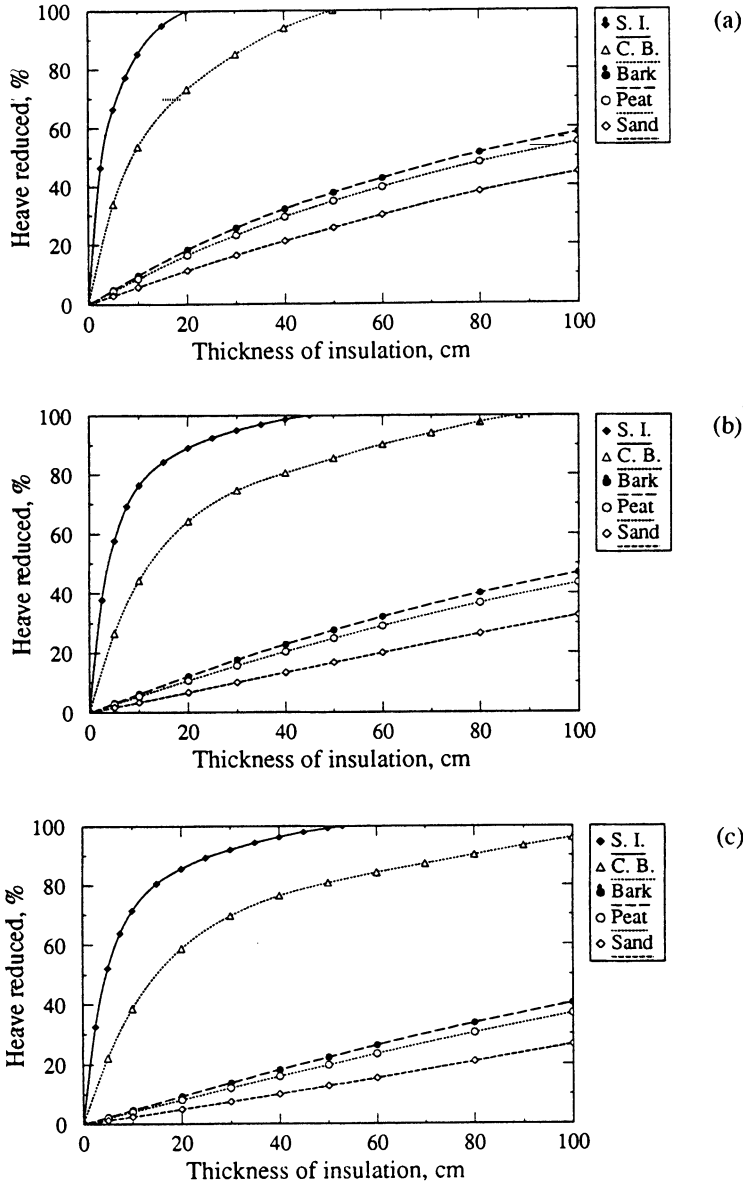 (a)
Heave reduced, %
100
80
60
40
20
0
0 20 40 60 80 100
Thickness of insulation, cm
S. I.
C. B.
Bark
Peat
Sand
(b)
Heave reduced, %
100
80
60
40
20
0
0 20 40 60 80 100
Thickness of insulation, cm
S. I.
C. B.
Bark
Peat
Sand
(c)
Heave reduced, %
100
80
60
40
20
0
0 20 40 60 80 100
Thickness of insulation, cm
S. I.
C. B.
Bark
Peat
Sand